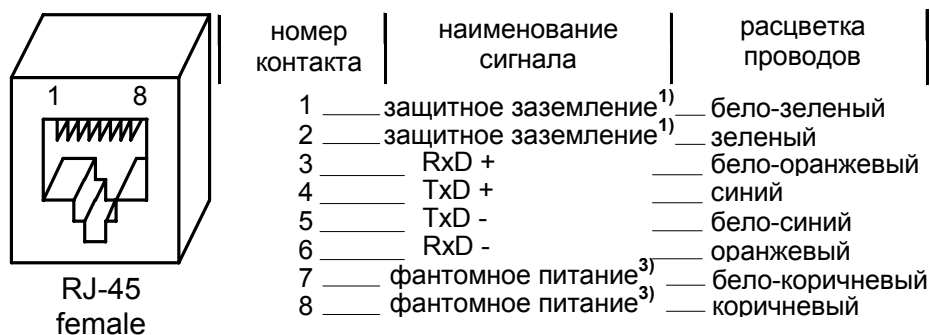 номер контакта наименование сигнала расцветка проводов
1 8
1 защитное заземление1) бело-зеленый
2 защитное заземление1) зеленый
3 RxD + бело-оранжевый
4 TxD + синий
5 TxD - бело-синий
6 RxD - оранжевый
7 фантомное питание3) бело-коричневый
8 фантомное питание3) коричневый
RJ-45
female